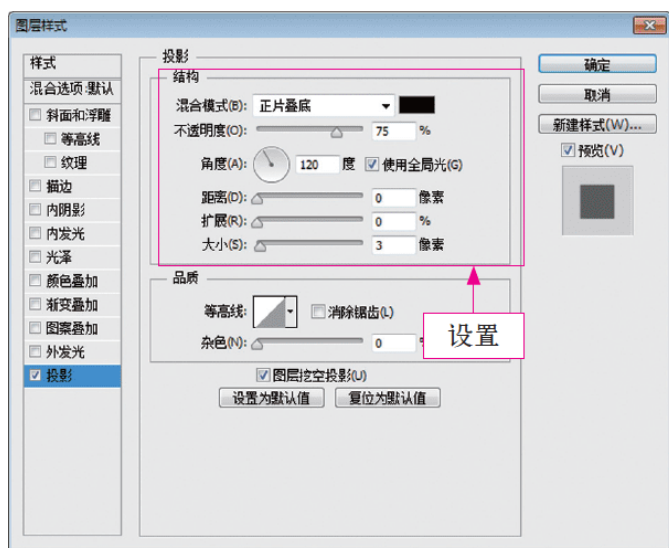 图层样式
样式
混合选项:默认
斜面和浮雕
等高线
纹理
描边
内阴影
内发光
光泽
颜色叠加
渐变叠加
图案叠加
外发光
投影
投影
结构
混合模式(B): 正片叠底
不透明度(O): 75 %
角度(A): 120 度 使用全局光(G)
距离(D): 0 像素
扩展(R): 0 %
大小(S): 3 像素
品质
等高线: 消除锯齿(L)
杂色(N): 0
设置
图层挖空投影(U)
设置为默认值 复位为默认值
确定
取消
新建样式(W)...
预览(V)